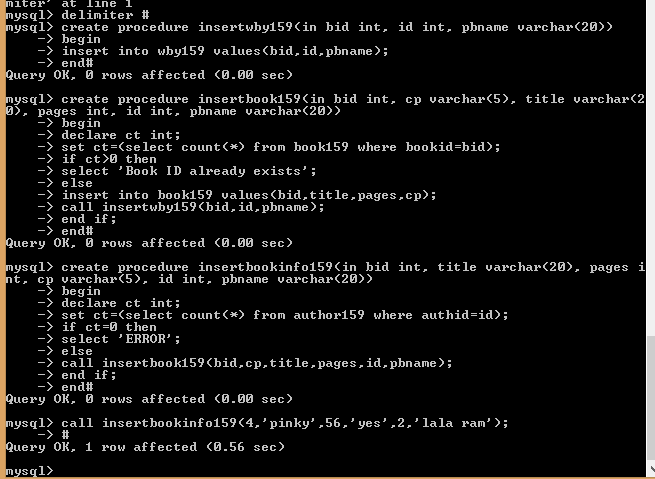 miter' at line 1
mysql> delimiter #
mysql> create procedure insertwby159(in bid int, id int, pbname varchar(20))
    -> begin
    -> insert into wby159 values(bid,id,pbname);
    -> end#
Query OK, 0 rows affected (0.00 sec)

mysql> create procedure insertbook159(in bid int, cp varchar(5), title varchar(2
0), pages int, id int, pbname varchar(20))
    -> begin
    -> declare ct int;
    -> set ct=(select count(*) from book159 where bookid=bid);
    -> if ct>0 then
    -> select 'Book ID already exists';
    -> else
    -> insert into book159 values(bid,title,pages,cp);
    -> call insertwby159(bid,id,pbname);
    -> end if;
    -> end#
Query OK, 0 rows affected (0.00 sec)

mysql> create procedure insertbookinfo159(in bid int, title varchar(20), pages i
nt, cp varchar(5), id int, pbname varchar(20))
    -> begin
    -> declare ct int;
    -> set ct=(select count(*) from author159 where authid=id);
    -> if ct=0 then
    -> select 'ERROR';
    -> else
    -> call insertbook159(bid,cp,title,pages,id,pbname);
    -> end if;
    -> end#
Query OK, 0 rows affected (0.00 sec)

mysql> call insertbookinfo159(4,'pinky',56,'yes',2,'lala ram');
    -> #
Query OK, 1 row affected (0.56 sec)

mysql>